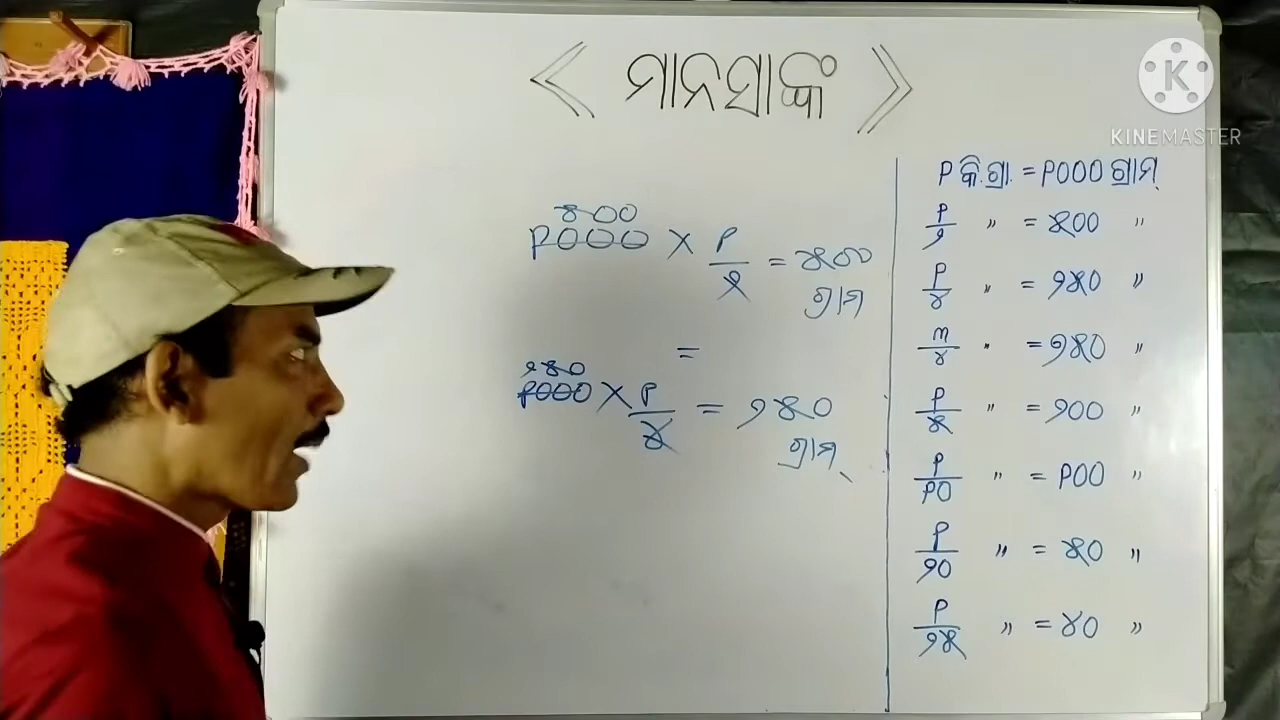 《 ମାନସାଙ୍କ 》
KINEMASTER
୫୦୦
୧୦୦୦ × ୧/୨ = ୫୦୦
ଗ୍ରାମ
=
୨୫୦
୧୦୦୦ × ୧/୪ = ୨୫୦
ଗ୍ରାମ୍
୧ କି.ଗ୍ରା. = ୧୦୦୦ ଗ୍ରାମ୍
୧/୨ " = ୫୦୦ "
୧/୪ " = ୨୫୦ "
୩/୪ " = ୭୫୦ "
୧/୫ " = ୨୦୦ "
୧/୧୦ " = ୧୦୦ "
୧/୨୦ " = ୫୦ "
୧/୨୫ " = ୪୦ "